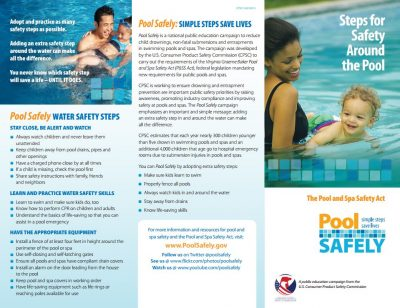 Adopt and practice as many
safety steps as possible.
Adding an extra safety step
around the water can make
all the difference.
You never know which safety step
will save a life – UNTIL IT DOES.
Pool Safely WATER SAFETY STEPS
STAY CLOSE, BE ALERT AND WATCH
Always watch children and never leave them
unattended
Keep children away from pool drains, pipes and
other openings
Have a charged phone close by at all times
If a child is missing, check the pool first
Share safety instructions with family, friends
and neighbors
LEARN AND PRACTICE WATER SAFETY SKILLS
Learn to swim and make sure kids do, too
Know how to perform CPR on children and adults
Understand the basics of life-saving so that you can
assist in a pool emergency
HAVE THE APPROPRIATE EQUIPMENT
Install a fence of at least four feet in height around the
perimeter of the pool or spa
Use self-closing and self-latching gates
Ensure all pools and spas have compliant drain covers
Install an alarm on the door leading from the house
to the pool
Keep pool and spa covers in working order
Have life-saving equipment such as life rings or
reaching poles available for use
Pool Safely: SIMPLE STEPS SAVE LIVES
Pool Safely is a national public education campaign to reduce
child drownings, non-fatal submersions and entrapments
in swimming pools and spas. The campaign was developed
by the U.S. Consumer Product Safety Commission (CPSC) to
carry out the requirements of the Virginia Graeme Baker Pool
and Spa Safety Act (P&SS Act), federal legislation mandating
new requirements for public pools and spas.
CPSC is working to ensure drowning and entrapment
prevention are important public safety priorities by raising
awareness, promoting industry compliance and improving
safety at pools and spas. The Pool Safely campaign
emphasizes an important and simple message: adding
an extra safety step in and around the water can make
all the difference.
CPSC estimates that each year nearly 300 children younger
than five drown in swimming pools and spas and an
additional 4,000 children that age go to hospital emergency
rooms due to submersion injuries in pools and spas.
You can Pool Safely by adopting extra safety steps:
Make sure kids learn to swim
Properly fence all pools
Always watch kids in and around the water
Stay away from drains
Know life-saving skills
For more information and resources for pool and
spa safety and the Pool and Spa Safety Act, visit:
www.PoolSafely.gov
Follow us on Twitter @poolsafely
See us at www.flickr.com/photos/poolsafely
Watch us at www.youtube.com/poolsafely
Steps for
Safety
Around
the Pool
The Pool and Spa Safety Act
Pool simple steps
save lives
SAFELY
A public education campaign from the
U.S. Consumer Product Safety Commission